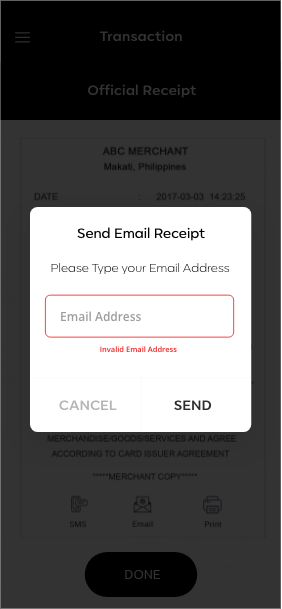 Transaction
Official Receipt
ABC MERCHANT
Makati, Philippines
DATE : 2017-03-03 14:23:25
Send Email Receipt
Please Type your Email Address
Email Address
Invalid Email Address
CANCEL SEND
MERCHANDISE/GOODS/SERVICES AND AGREE
ACCORDING TO CARD ISSUER AGREEMENT
*****MERCHANT COPY*****
SMS Email Print
DONE